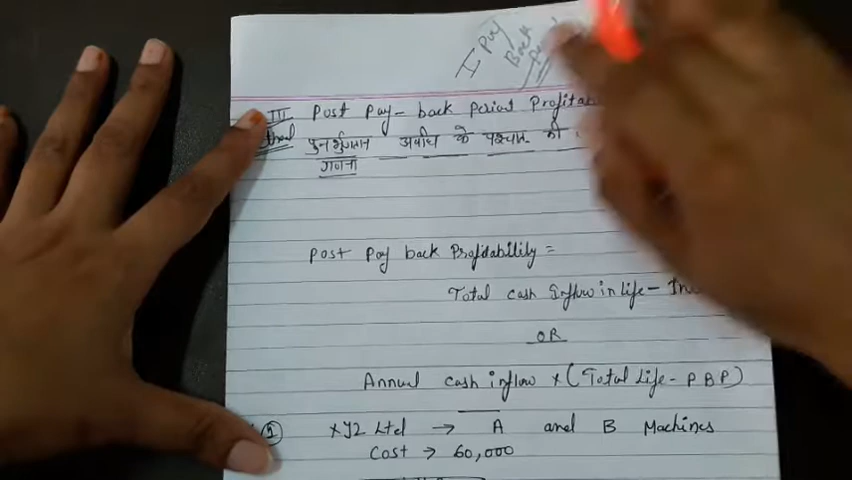 I Pay
Back
III Post Pay-back Period
पुनर्भुगतान अवधि के पश्चात की
गणना
Post Pay back Profitability =
Total cash Inflow in life -
OR
Annual cash inflow x (Total Life - PBP)
1 XYZ Ltd → A and B Machines
Cost → 60,000